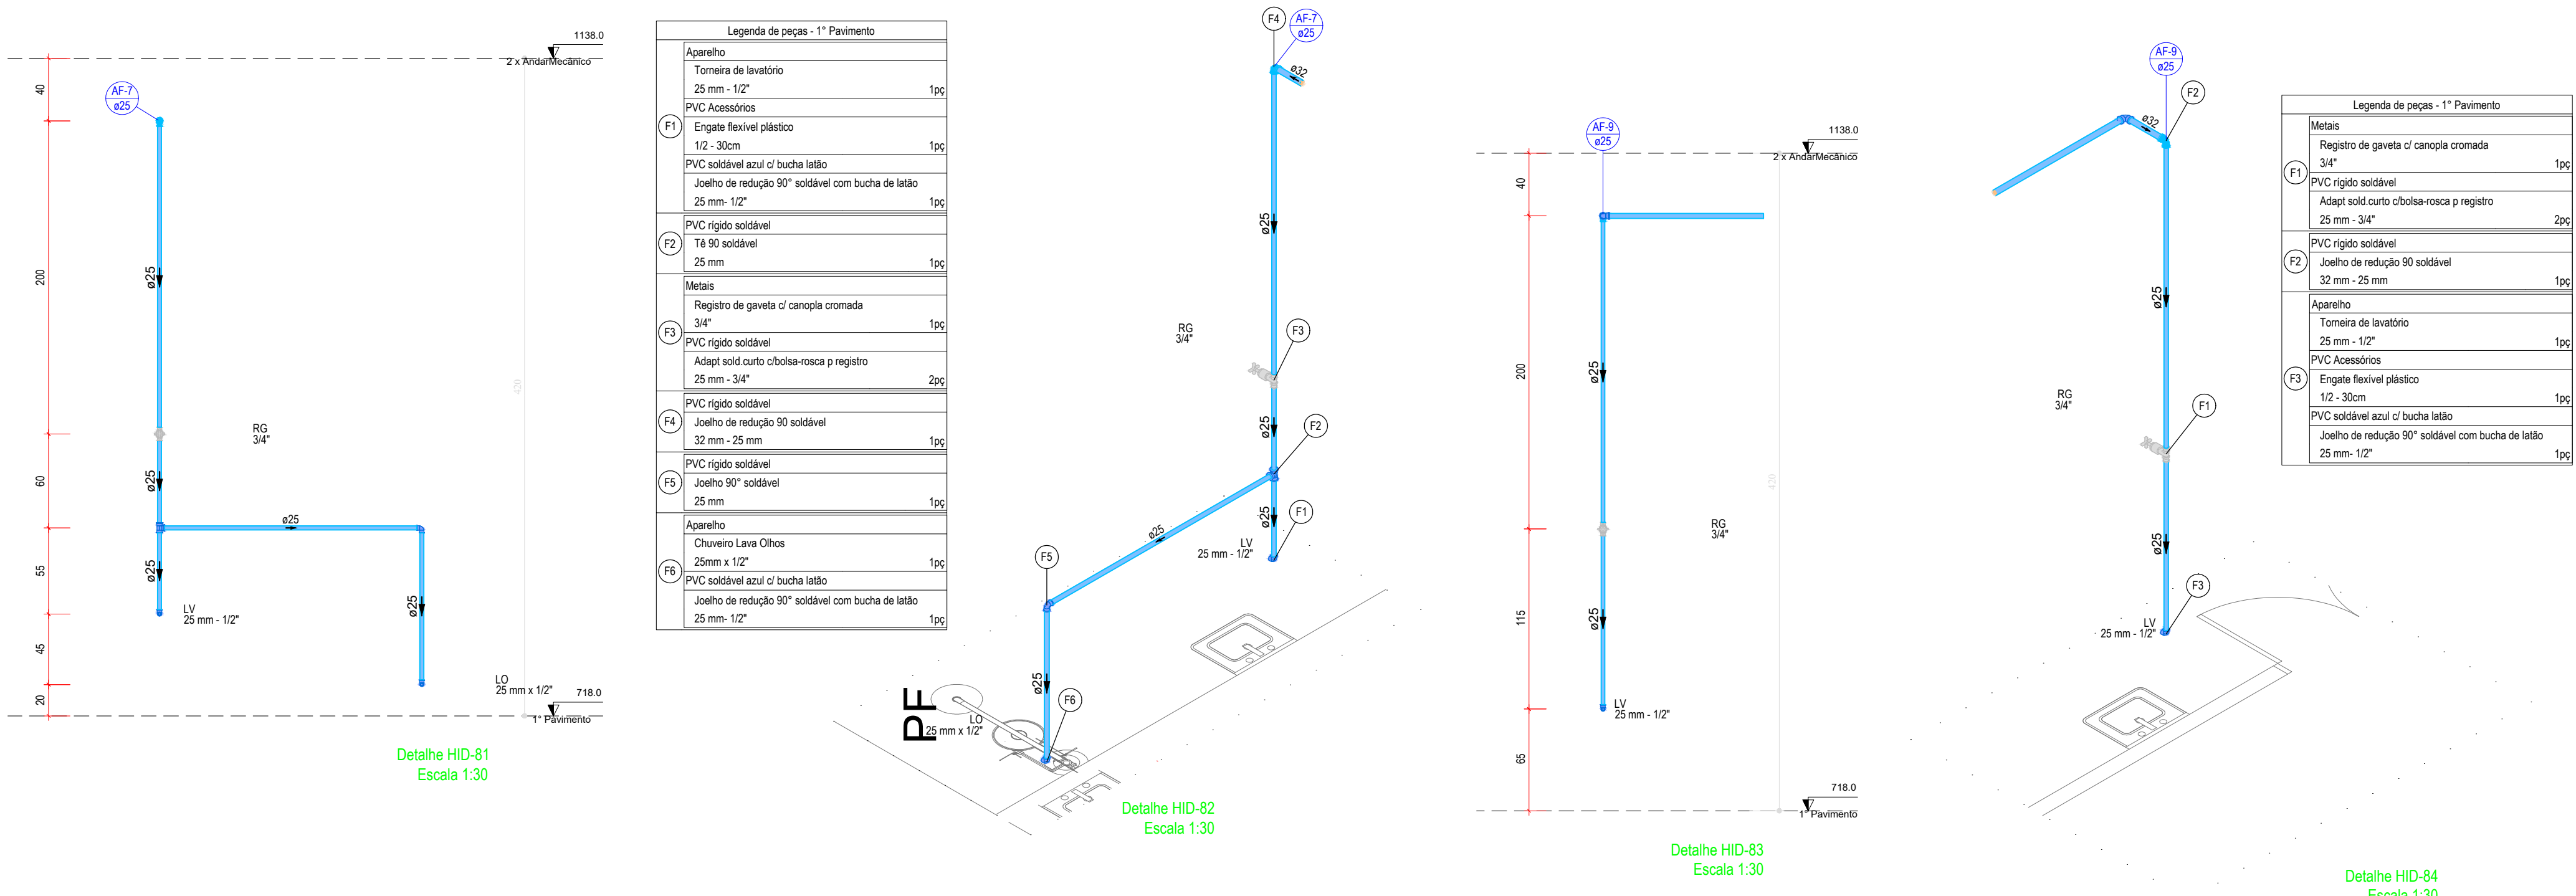 1138.0
2 x AndarMecânico
AF-7
ø25
40
200
60
55
45
20
ø25
ø25
ø25
ø25
ø25
RG
3/4"
420
LV
25 mm - 1/2"
LO
25 mm x 1/2"
718.0
1° Pavimento
Detalhe HID-81
Escala 1:30
Legenda de peças - 1° Pavimento
F1
Aparelho
Torneira de lavatório
25 mm - 1/2" 1pç
PVC Acessórios
Engate flexível plástico
1/2 - 30cm 1pç
PVC soldável azul c/ bucha latão
Joelho de redução 90° soldável com bucha de latão
25 mm- 1/2" 1pç
F2
PVC rígido soldável
Tê 90 soldável
25 mm 1pç
F3
Metais
Registro de gaveta c/ canopla cromada
3/4" 1pç
PVC rígido soldável
Adapt sold.curto c/bolsa-rosca p registro
25 mm - 3/4" 2pç
F4
PVC rígido soldável
Joelho de redução 90 soldável
32 mm - 25 mm 1pç
F5
PVC rígido soldável
Joelho 90° soldável
25 mm 1pç
F6
Aparelho
Chuveiro Lava Olhos
25mm x 1/2" 1pç
PVC soldável azul c/ bucha latão
Joelho de redução 90° soldável com bucha de latão
25 mm- 1/2" 1pç
F4
AF-7
ø25
ø32
ø25
RG
3/4"
F3
ø25
F2
ø25
F1
LV
25 mm - 1/2"
ø25
F5
ø25
F6
PF
LO
25 mm x 1/2"
Detalhe HID-82
Escala 1:30
AF-9
ø25
1138.0
2 x AndarMecânico
40
200
115
65
ø25
ø25
RG
3/4"
420
LV
25 mm - 1/2"
718.0
1° Pavimento
Detalhe HID-83
Escala 1:30
AF-9
ø25
F2
ø32
ø25
RG
3/4"
F1
ø25
F3
LV
25 mm - 1/2"
Legenda de peças - 1° Pavimento
F1
Metais
Registro de gaveta c/ canopla cromada
3/4" 1pç
PVC rígido soldável
Adapt sold.curto c/bolsa-rosca p registro
25 mm - 3/4" 2pç
F2
PVC rígido soldável
Joelho de redução 90 soldável
32 mm - 25 mm 1pç
F3
Aparelho
Torneira de lavatório
25 mm - 1/2" 1pç
PVC Acessórios
Engate flexível plástico
1/2 - 30cm 1pç
PVC soldável azul c/ bucha latão
Joelho de redução 90° soldável com bucha de latão
25 mm- 1/2" 1pç
Detalhe HID-84
Escala 1:30